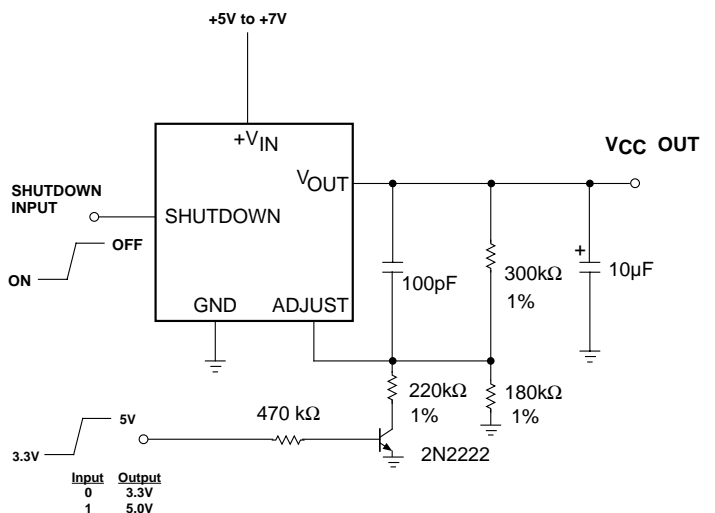 +5V to +7V
+VIN
VCC OUT
VOUT
SHUTDOWN
INPUT
SHUTDOWN
OFF
ON
100pF
300kΩ
1%
+
10µF
GND
ADJUST
220kΩ
1%
180kΩ
1%
470 kΩ
5V
3.3V
2N2222
Input Output
0 3.3V
1 5.0V